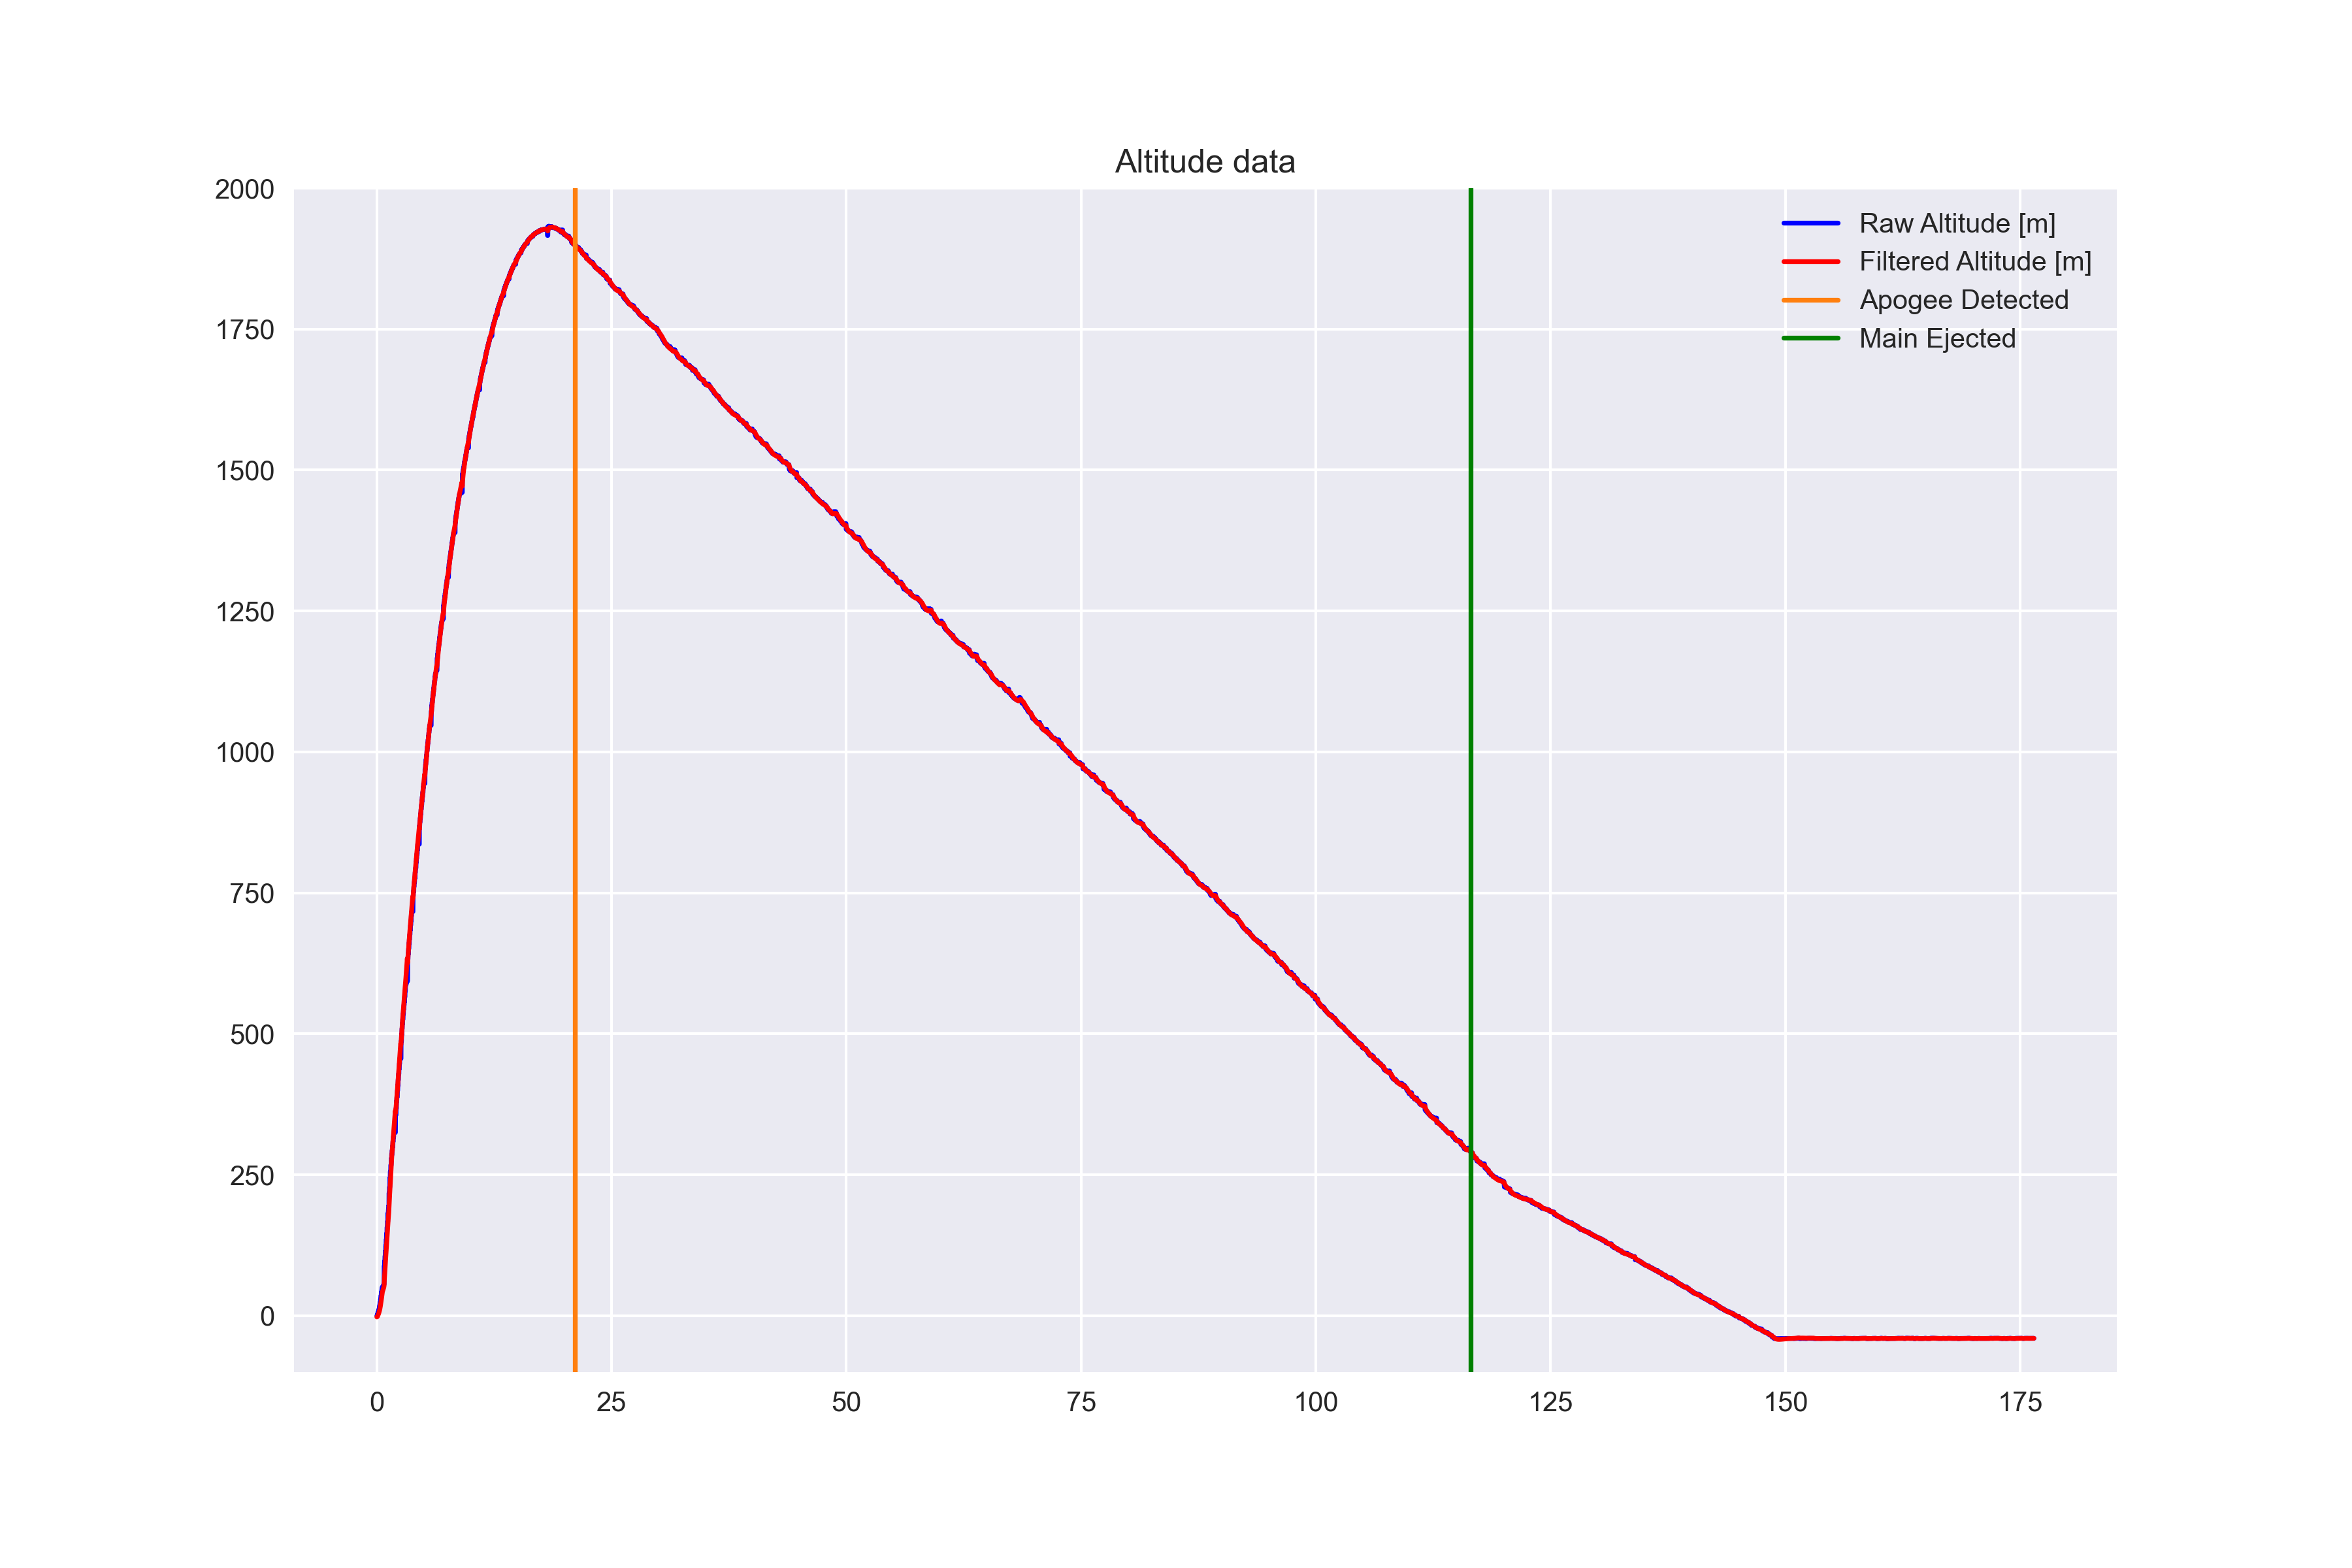 Altitude data
2000
1750
1500
1250
1000
750
500
250
0
Raw Altitude [m]
Filtered Altitude [m]
Apogee Detected
Main Ejected
0 25 50 75 100 125 150 175